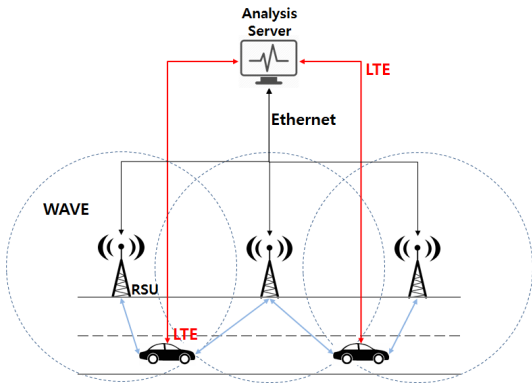 Analysis
Server
LTE
Ethernet
WAVE
RSU
LTE